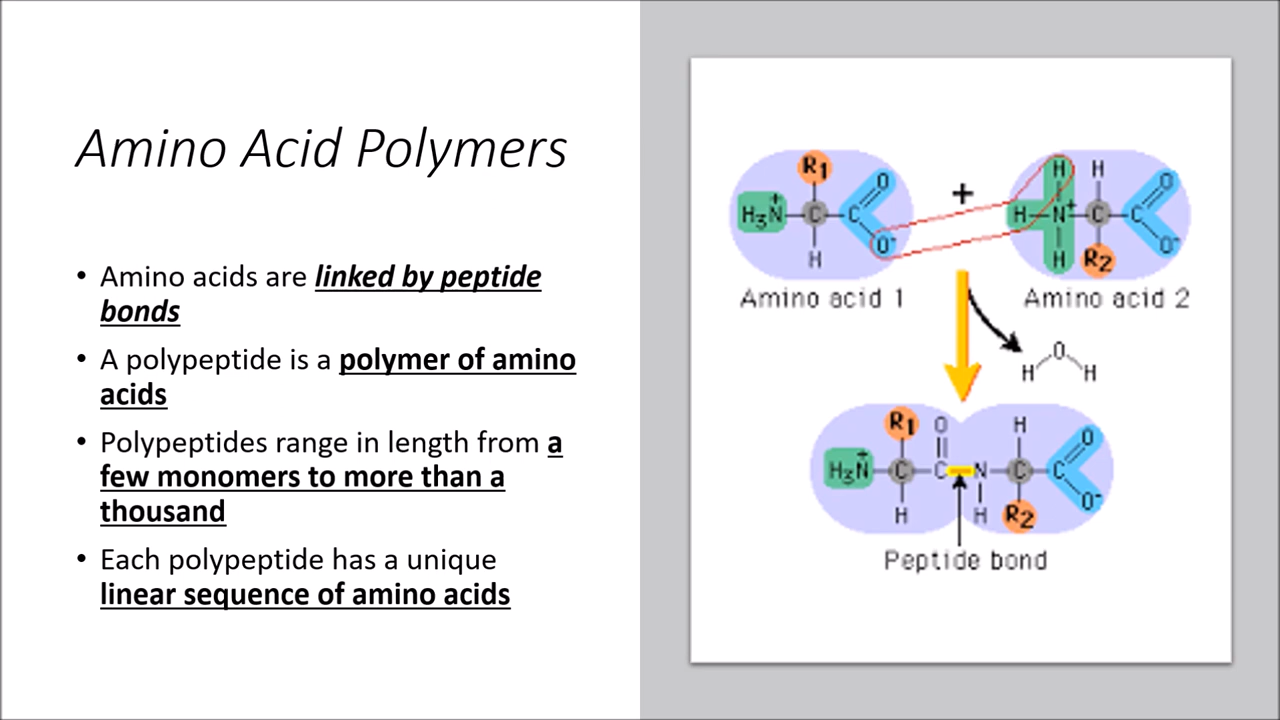 Amino Acid Polymers
• Amino acids are linked by peptide
bonds
• A polypeptide is a polymer of amino
acids
• Polypeptides range in length from a
few monomers to more than a
thousand
• Each polypeptide has a unique
linear sequence of amino acids
R1 O + H H O
H3N+ C C H N+ C C
H O- H R2 O-
Amino acid 1 Amino acid 2
O
H H
R1 O H O
H3N+ C C N C C
H H R2 O-
Peptide bond